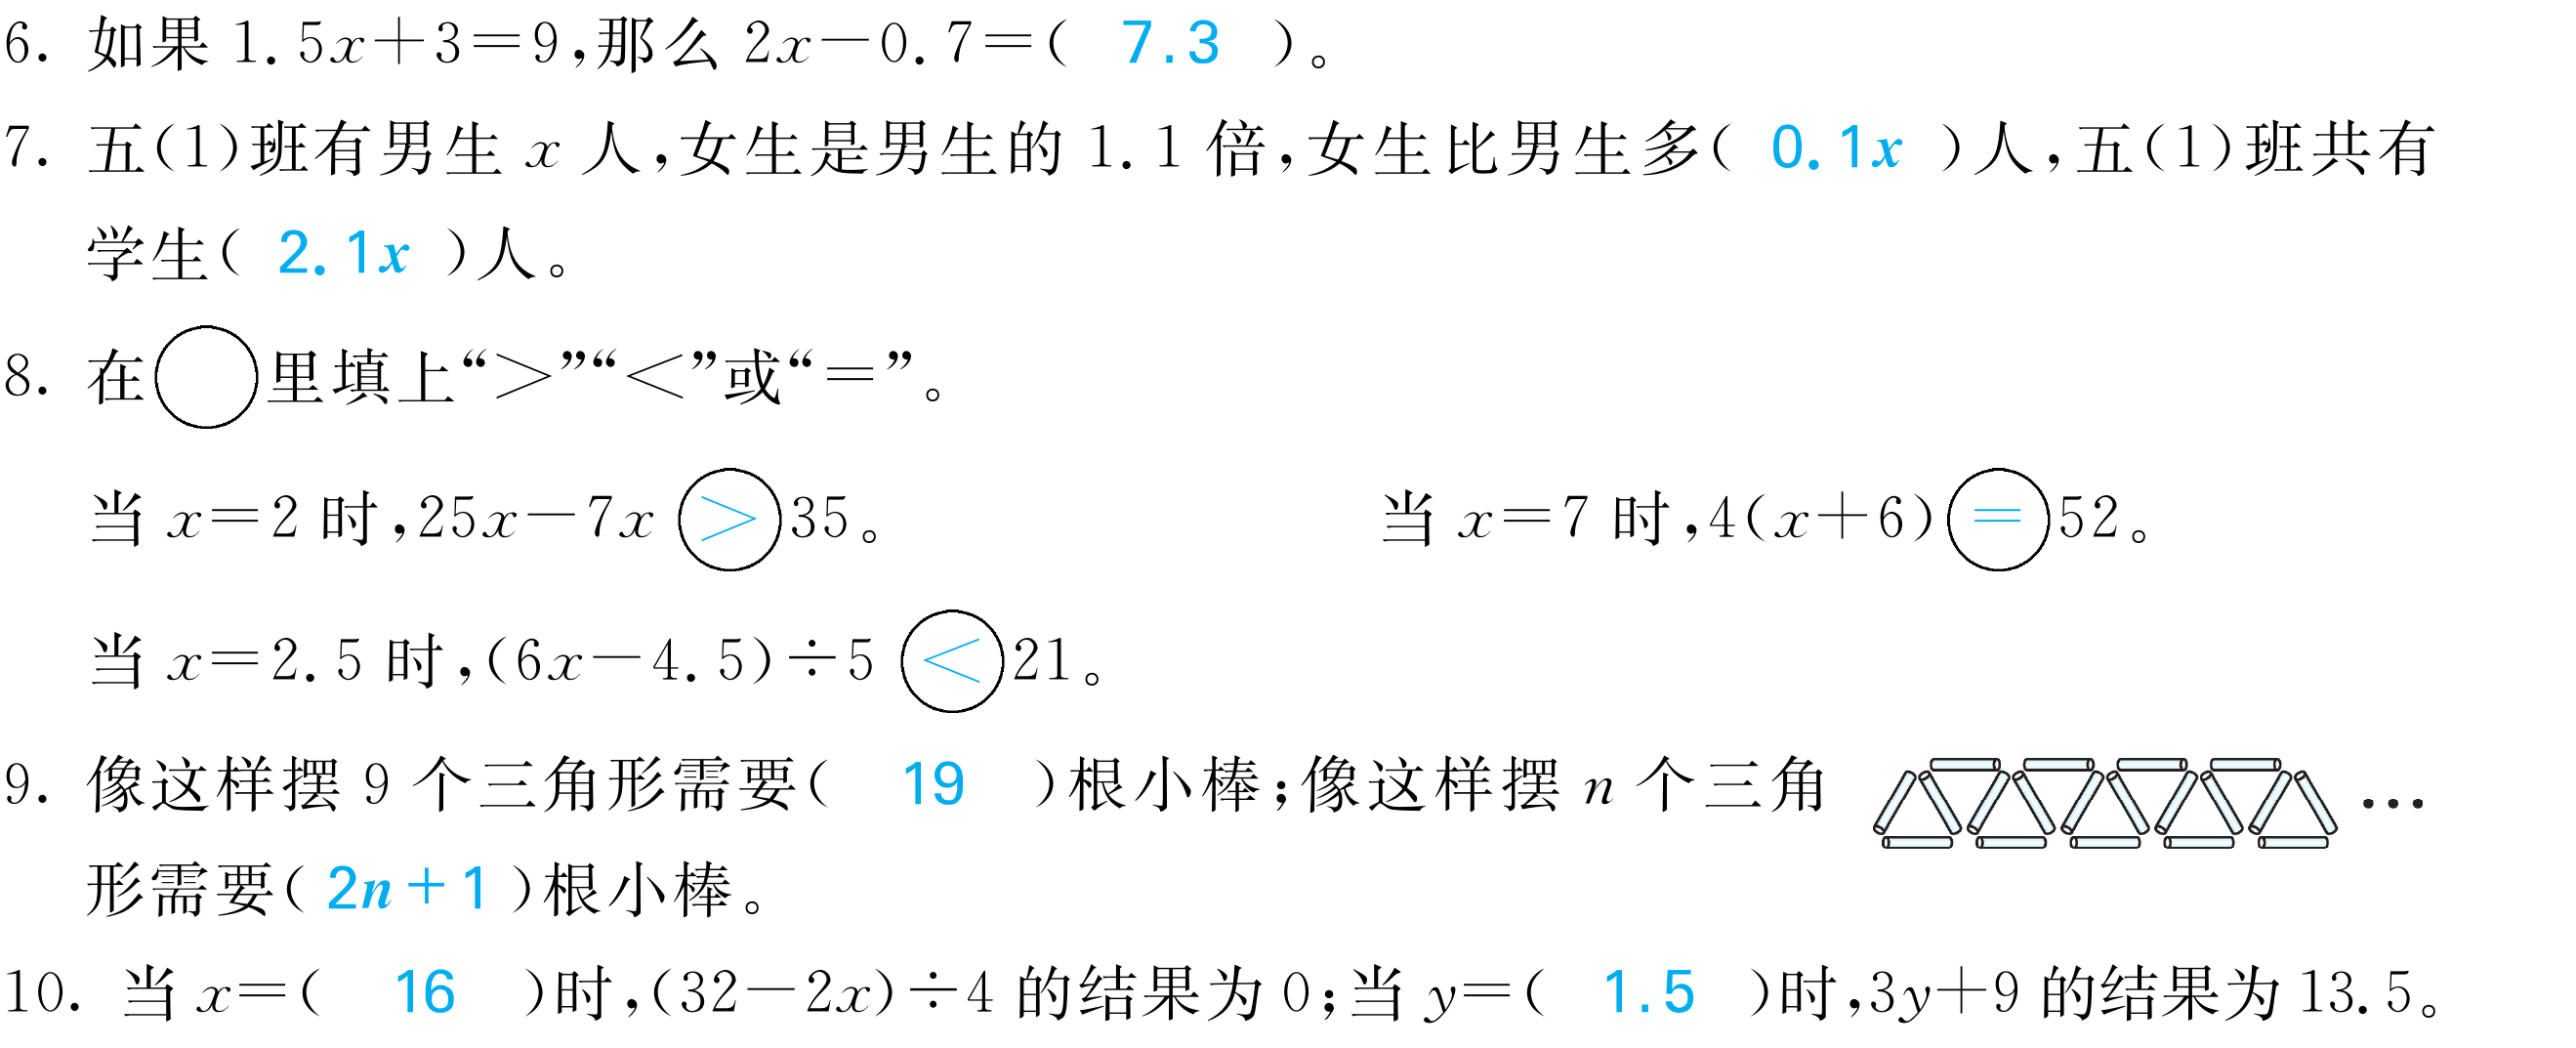 6. 如果 1.5x+3=9,那么 2x-0.7=( 7.3 )。
7. 五(1)班有男生 x 人,女生是男生的 1.1 倍,女生比男生多( 0.1x )人,五(1)班共有
学生( 2.1x )人。
8. 在○里填上“>”“<”或“=”。
当 x=2 时,25x-7x > 35。 当 x=7 时,4(x+6) = 52。
当 x=2.5 时,(6x-4.5)÷5 < 21。
9. 像这样摆 9 个三角形需要( 19 )根小棒;像这样摆 n 个三角 …
形需要( 2n+1 )根小棒。
10. 当 x=( 16 )时,(32-2x)÷4 的结果为 0;当 y=( 1.5 )时,3y+9 的结果为 13.5。